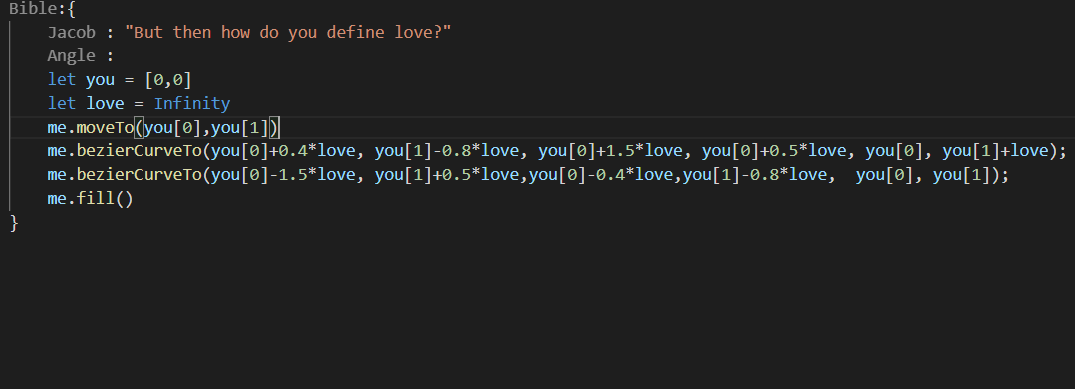 Bible:{
Jacob : "But then how do you define love?"
Angle :
let you = [0,0]
let love = Infinity
me.moveTo(you[0],you[1])
me.bezierCurveTo(you[0]+0.4*love, you[1]-0.8*love, you[0]+1.5*love, you[0]+0.5*love, you[0], you[1]+love);
me.bezierCurveTo(you[0]-1.5*love, you[1]+0.5*love,you[0]-0.4*love,you[1]-0.8*love,  you[0], you[1]);
me.fill()
}